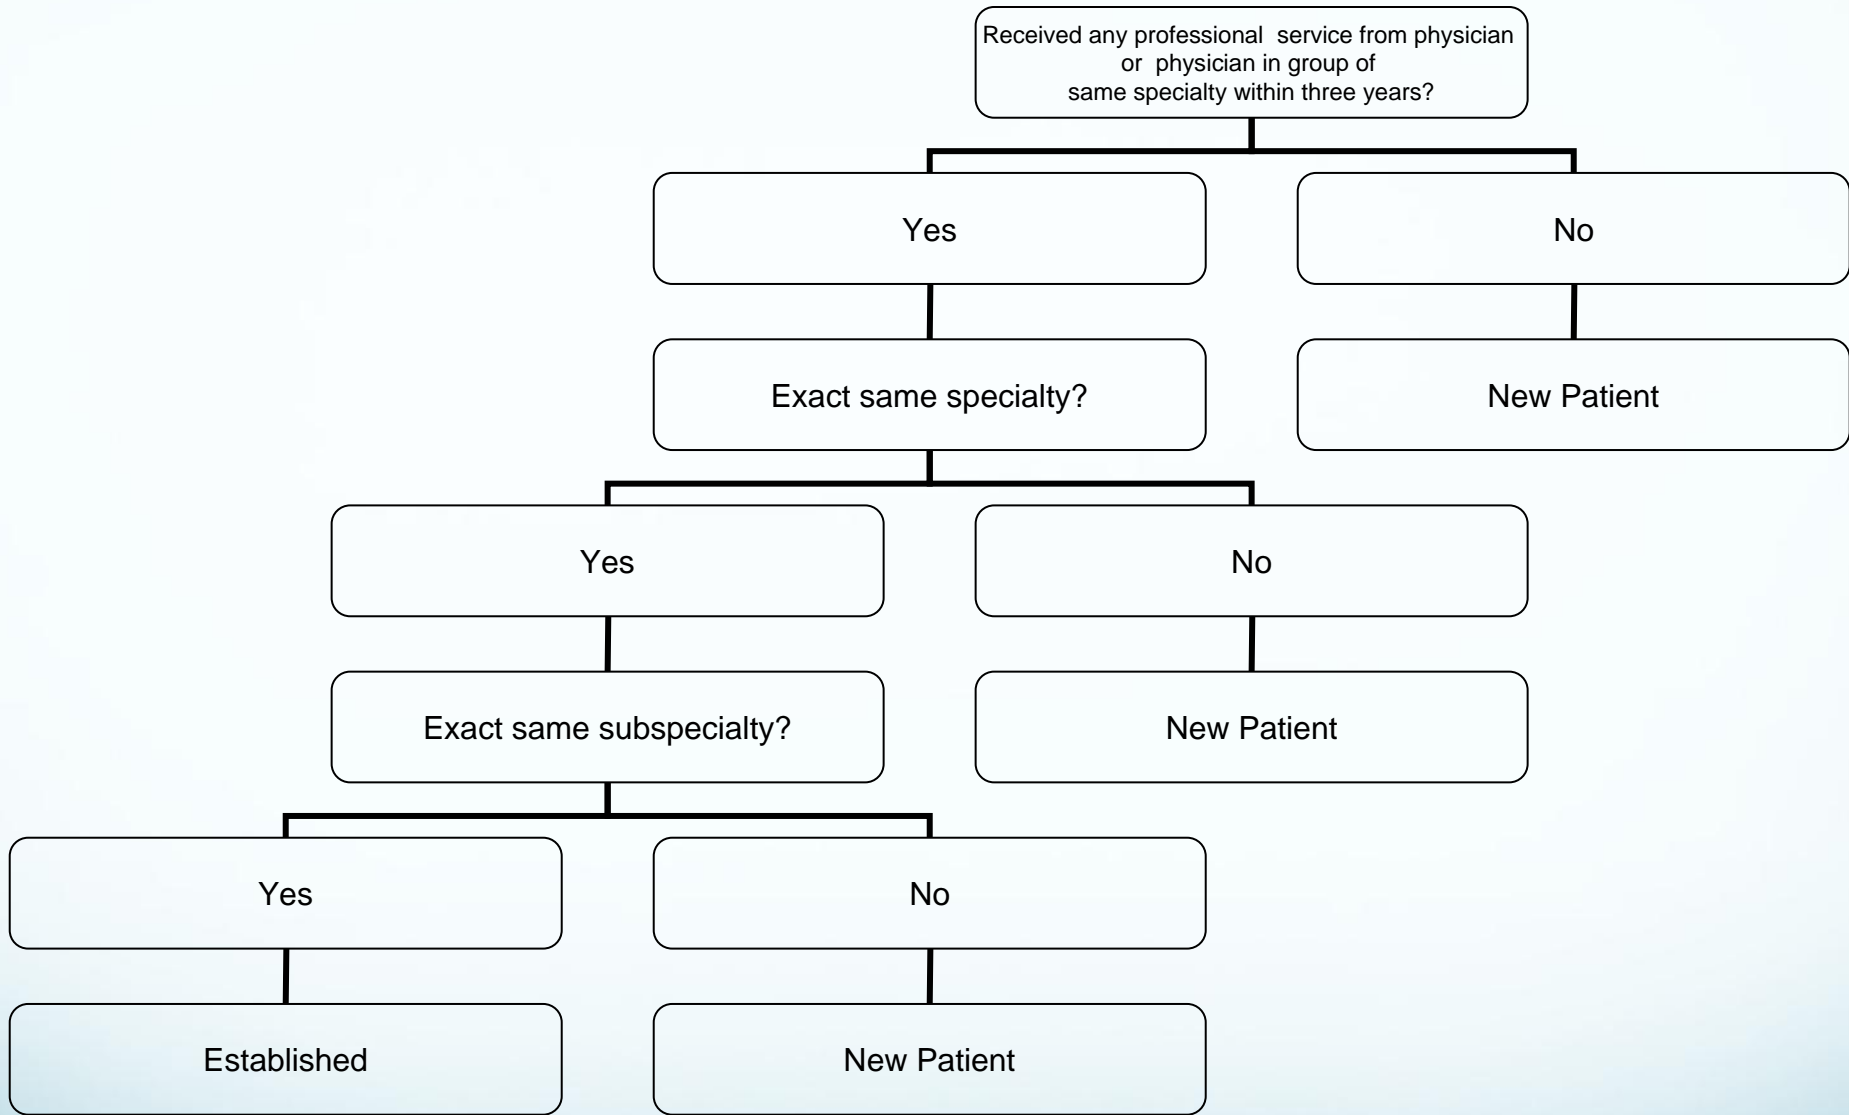 Received any professional  service from physician
or  physician in group of
same specialty within three years?
Yes
No
Exact same specialty?
New Patient
Yes
No
Exact same subspecialty?
New Patient
Yes
No
Established
New Patient